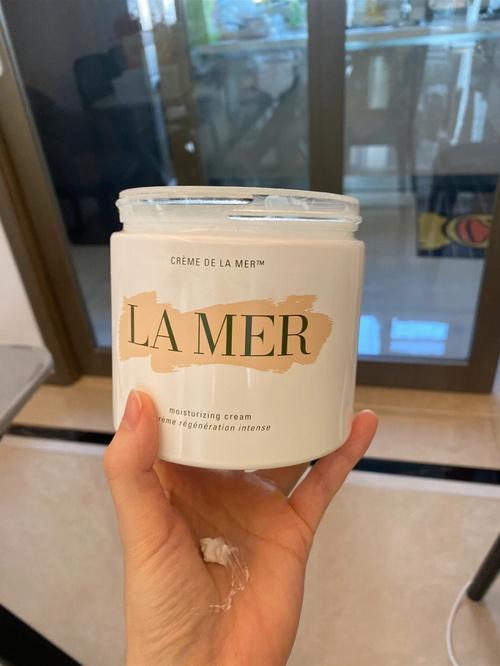 CRÈME DE LA MER™
LA MER
moisturizing cream
crème régénération intense